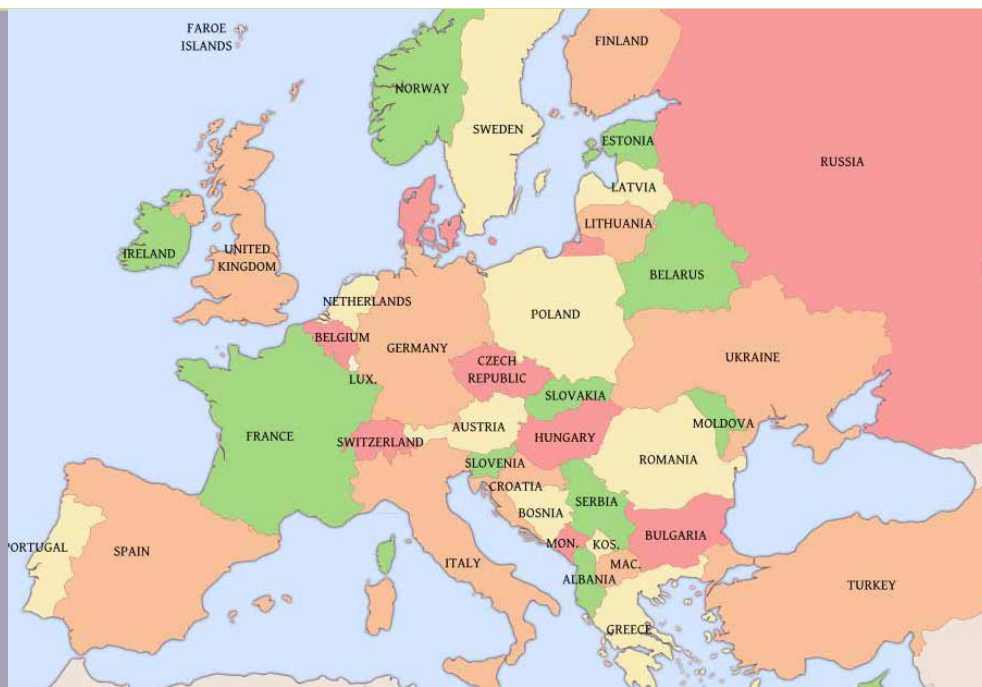 FAROE
ISLANDS
FINLAND
NORWAY
SWEDEN
ESTONIA
RUSSIA
LATVIA
LITHUANIA
IRELAND
UNITED
KINGDOM
BELARUS
NETHERLANDS
POLAND
BELGIUM
GERMANY
UKRAINE
CZECH
REPUBLIC
LUX.
SLOVAKIA
MOLDOVA
AUSTRIA
FRANCE
SWITZERLAND
HUNGARY
ROMANIA
SLOVENIA
CROATIA
SERBIA
BOSNIA
BULGARIA
PORTUGAL
SPAIN
MON.
KOS.
ITALY
MAC.
ALBANIA
TURKEY
GREECE